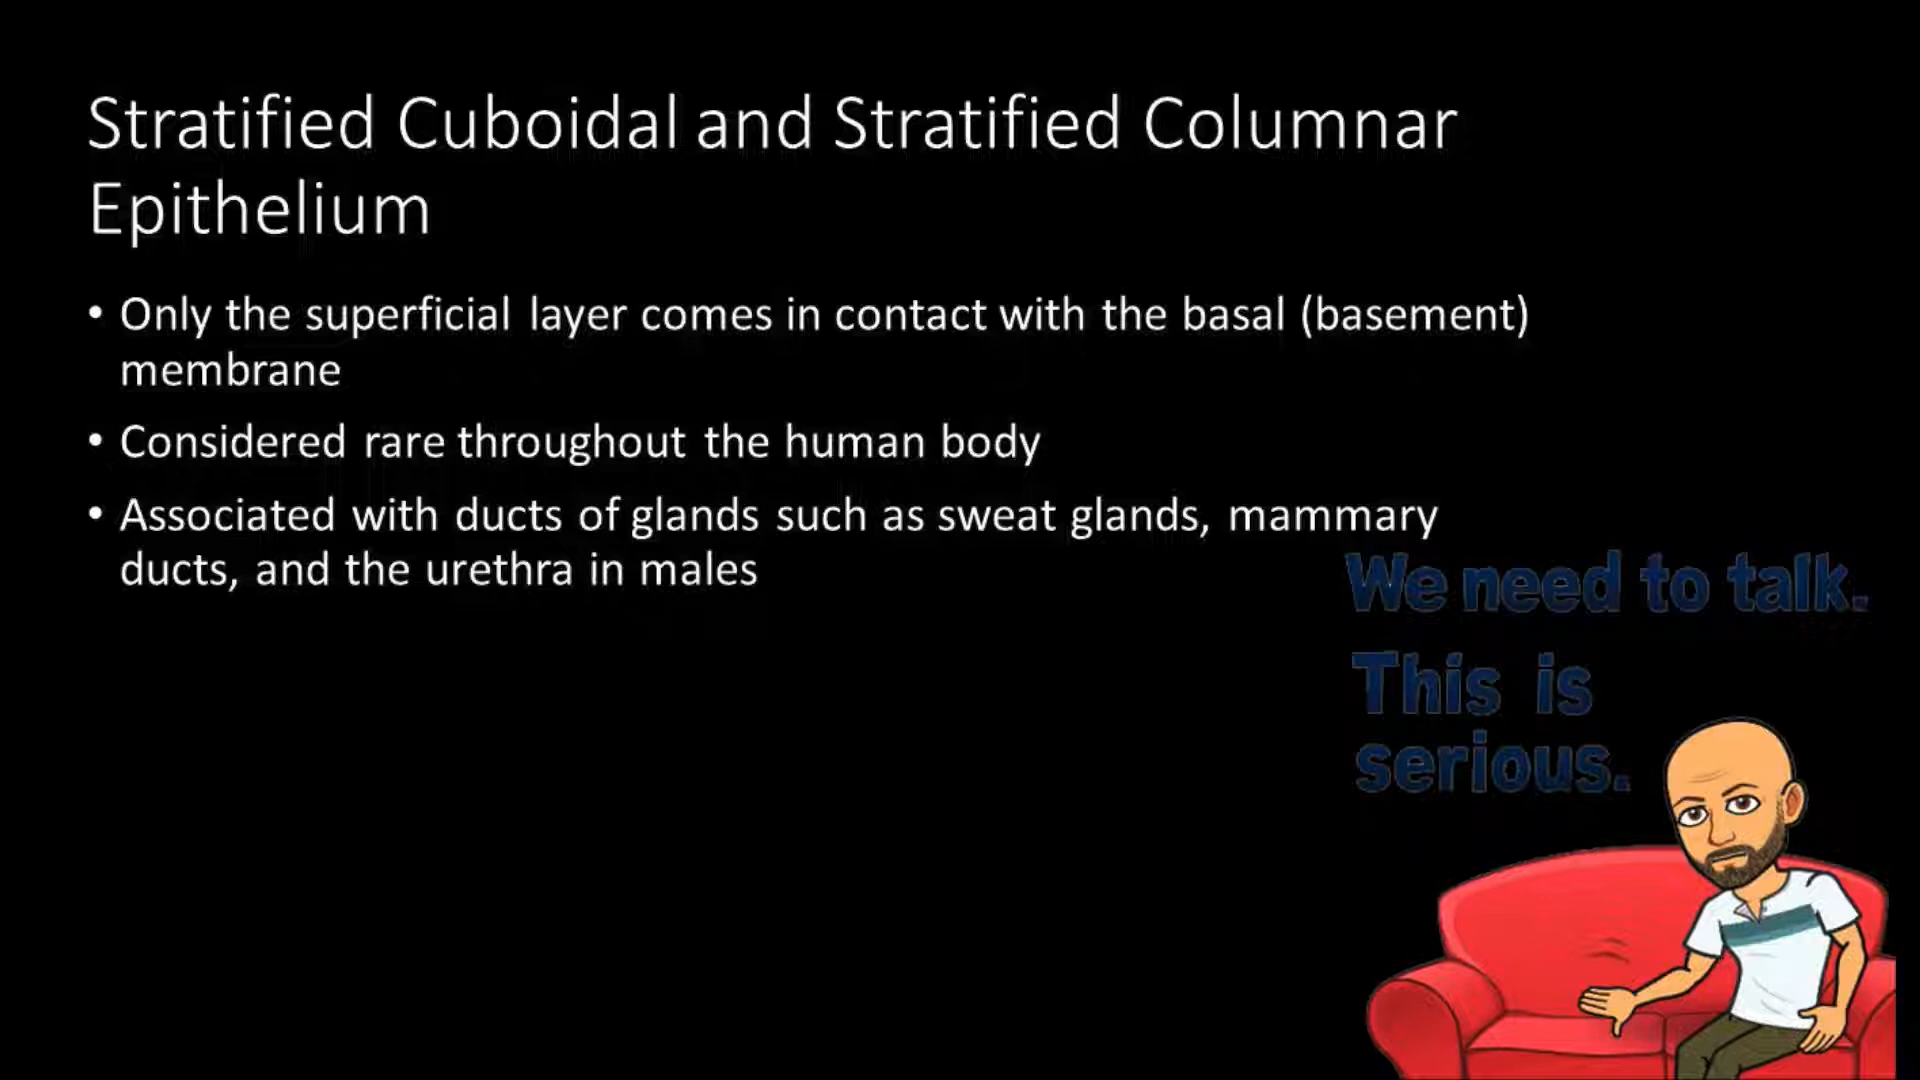 Stratified Cuboidal and Stratified Columnar
Epithelium
• Only the superficial layer comes in contact with the basal (basement)
membrane
• Considered rare throughout the human body
• Associated with ducts of glands such as sweat glands, mammary
ducts, and the urethra in males
We need to talk.
This is
serious.